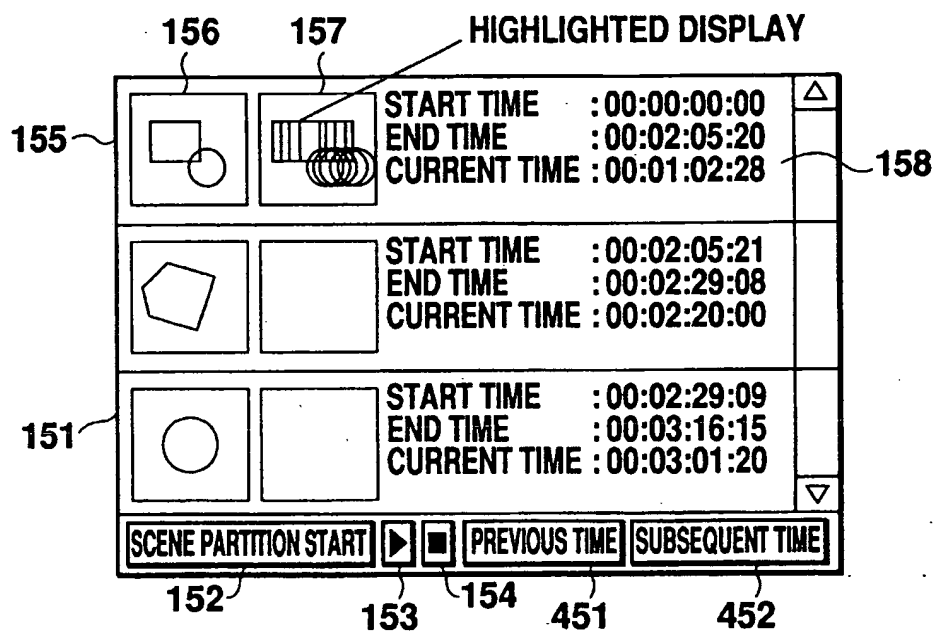 156 157 HIGHLIGHTED DISPLAY
155
START TIME :00:00:00:00
END TIME :00:02:05:20
CURRENT TIME :00:01:02:28
158
START TIME :00:02:05:21
END TIME :00:02:29:08
CURRENT TIME :00:02:20:00
151
START TIME :00:02:29:09
END TIME :00:03:16:15
CURRENT TIME :00:03:01:20
SCENE PARTITION START PREVIOUS TIME SUBSEQUENT TIME
152 153 154 451 452